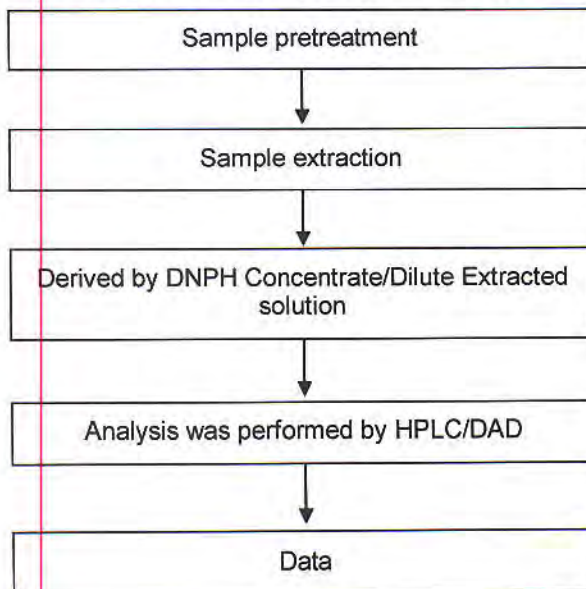 Sample pretreatment
Sample extraction
Derived by DNPH Concentrate/Dilute Extracted
solution
Analysis was performed by HPLC/DAD
Data